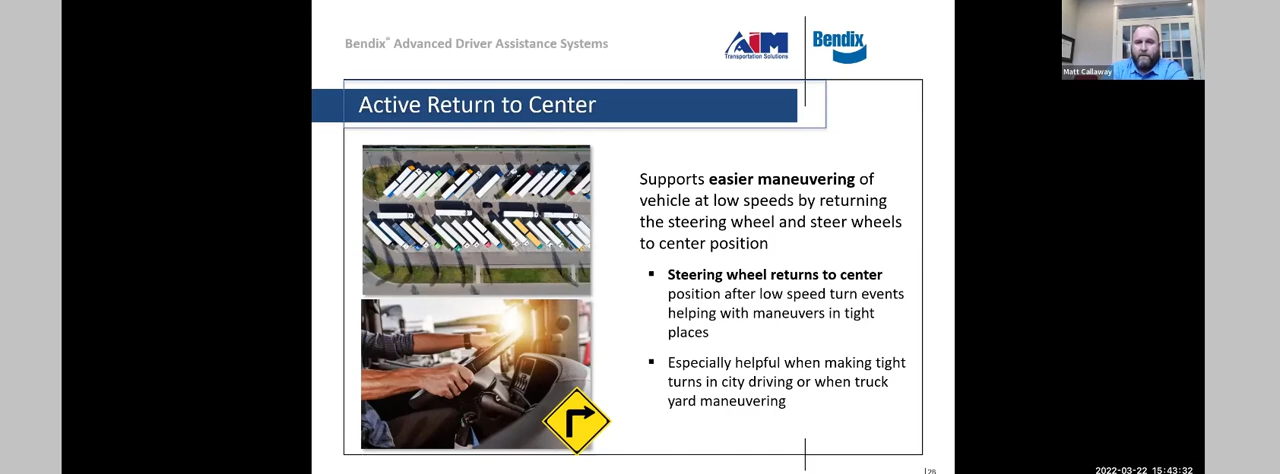 Bendix® Advanced Driver Assistance Systems
AIM
Transportation Solutions
Bendix
Matt Callaway
Active Return to Center
Supports easier maneuvering of
vehicle at low speeds by returning
the steering wheel and steer wheels
to center position
▪ Steering wheel returns to center
position after low speed turn events
helping with maneuvers in tight
places
▪ Especially helpful when making tight
turns in city driving or when truck
yard maneuvering
2022-03-22 15:43:32